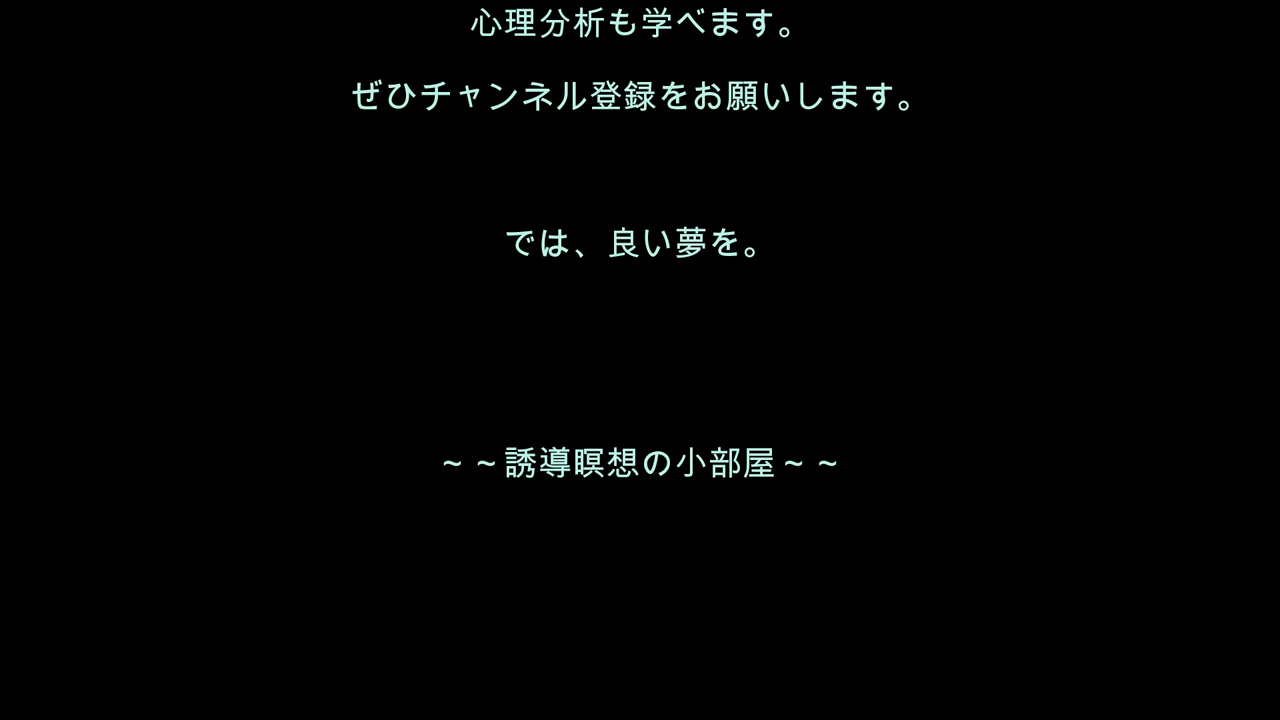 心理分析も学べます。
ぜひチャンネル登録をお願いします。
では、良い夢を。
~ ~誘導瞑想の小部屋~ ~